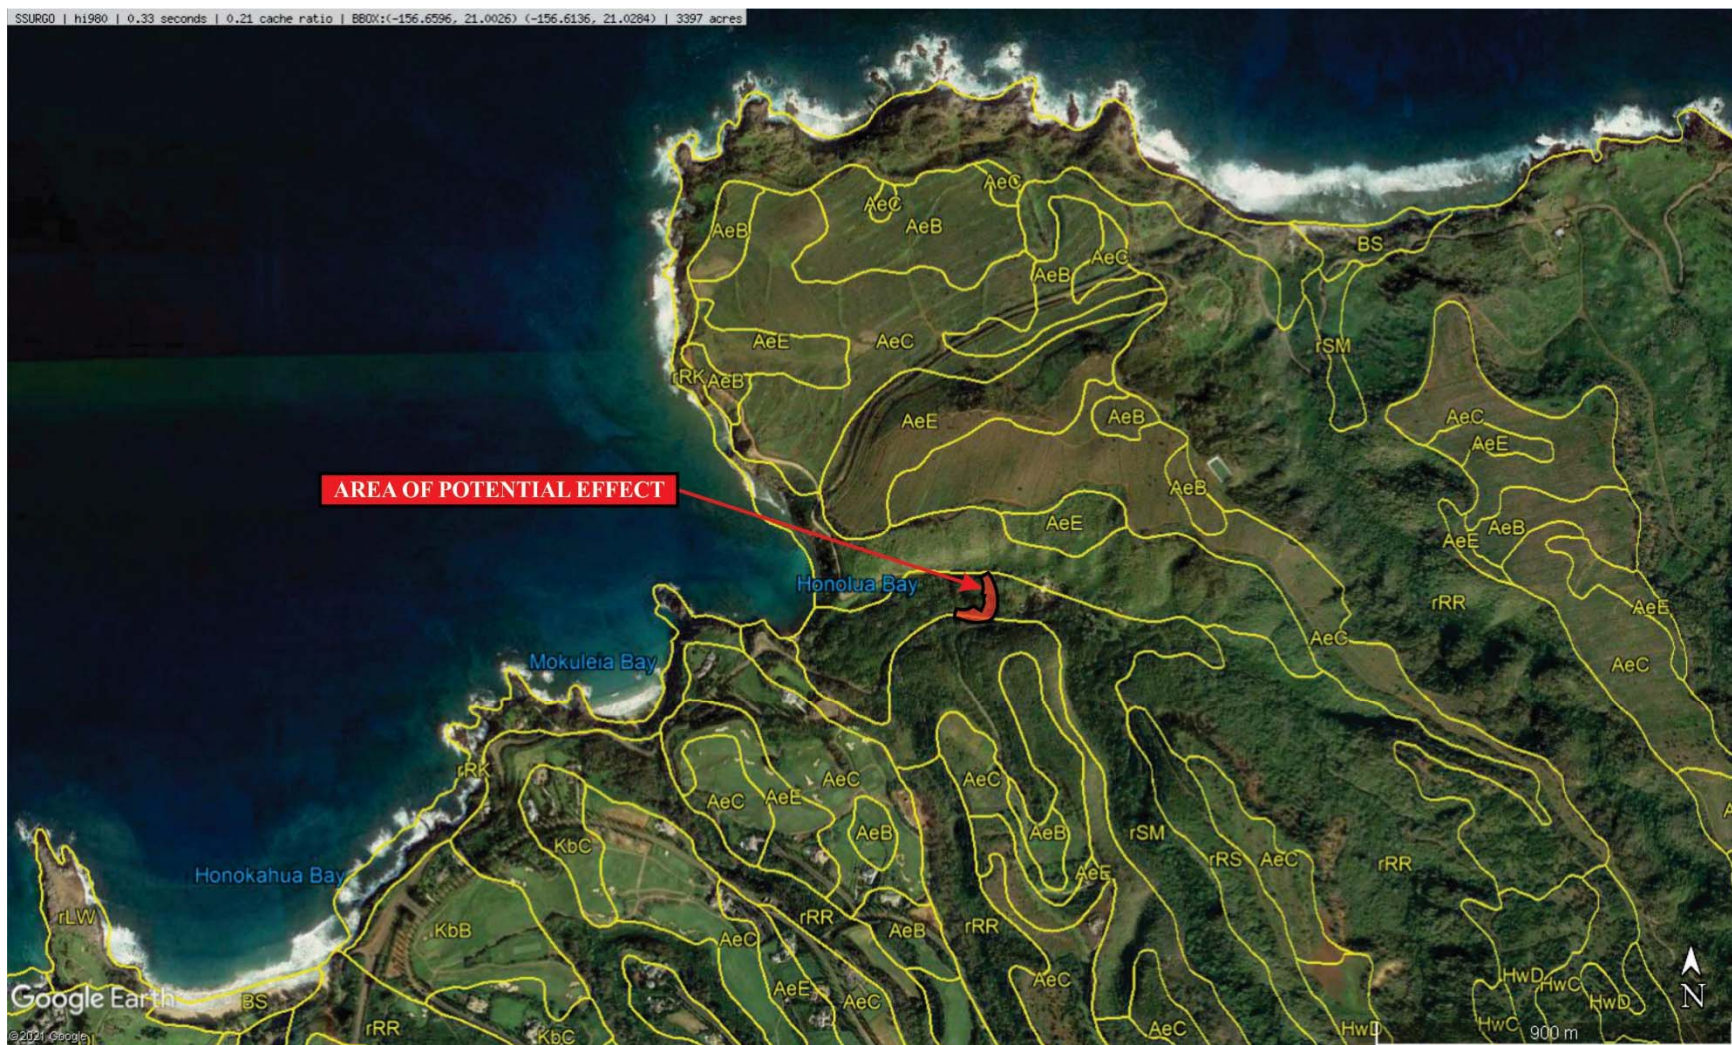 SSURGO | hi980 | 0.33 seconds | 0.21 cache ratio | BBOX:(-156.6596, 21.0026) (-156.6136, 21.0284) | 3397 acres
AeC
AeC
AeB
AeB
AeC
BS
AeB
AeE
AeC
rSM
rRK
AeB
AeE
AeB
AeC
AeE
AREA OF POTENTIAL EFFECT
AeB
AeE
AeB
AeE
Honolua Bay
rRR
AeE
AeC
Mokuleia Bay
AeC
rRK
AeC
AeC
AeE
AeC
AeB
AeB
rSM
KbC
rRS
AeC
rRR
AeE
Honokahua Bay
rLW
KbB
rRR
AeB
rRR
AeC
AeE
AeC
AeC
HwD
HwC
HwD
Google Earth
BS
rRR
KbC
AeC
HwD
HwC
N
900 m
©2021 Google